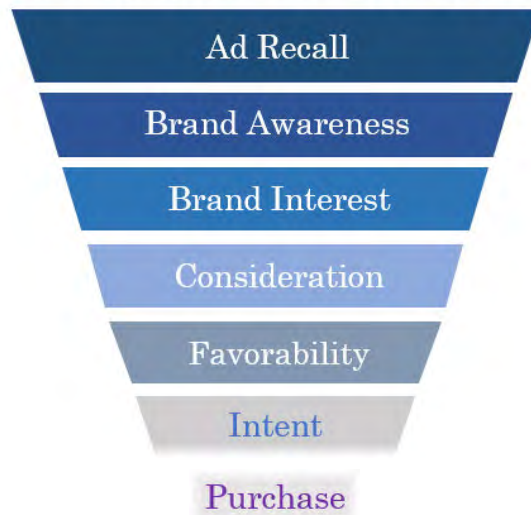 Ad Recall
Brand Awareness
Brand Interest
Consideration
Favorability
Intent
Purchase